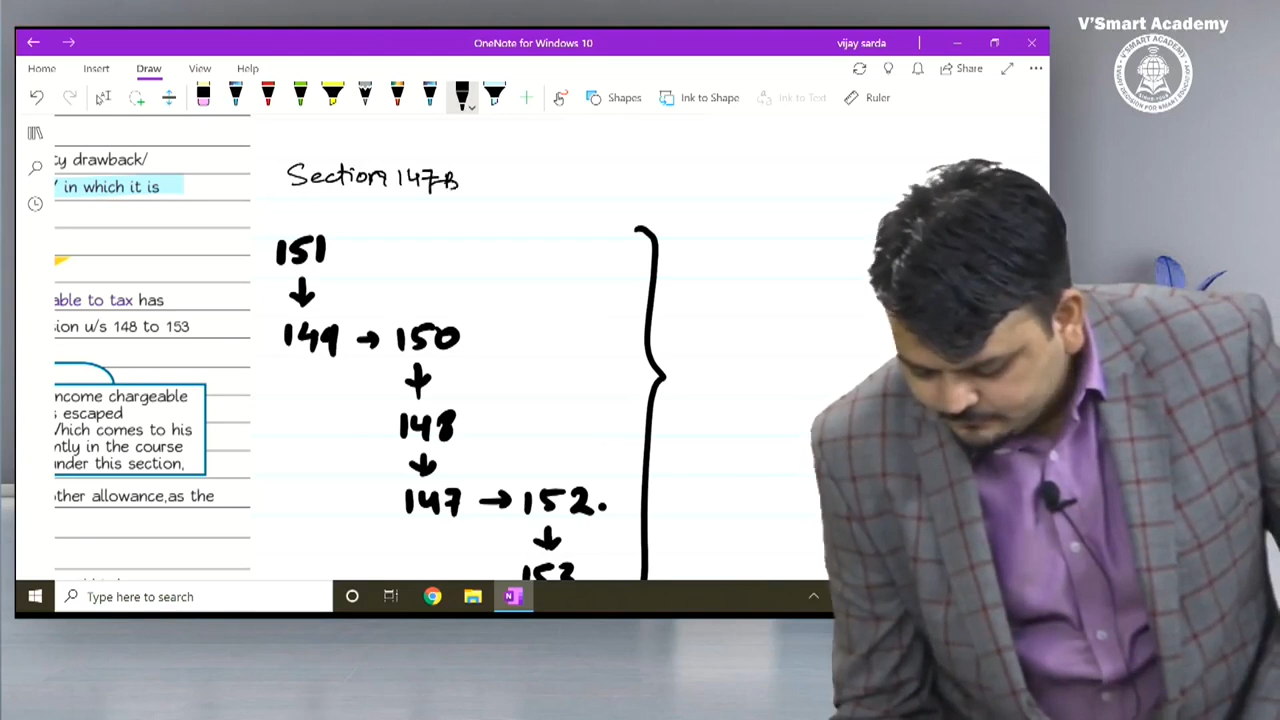 V'Smart Academy
OneNote for Windows 10
vijay sarda
Home Insert Draw View Help
Share
Shapes
Ink to Shape
Ink to Text
Ruler
cy drawback/
/ in which it is
Section 147B
151
149 → 150
148
147 → 152.
153
able to tax has
sion u/s 148 to 153
income chargeable
s escaped
Which comes to his
ntly in the course
under this section,
ther allowance,as the
Type here to search